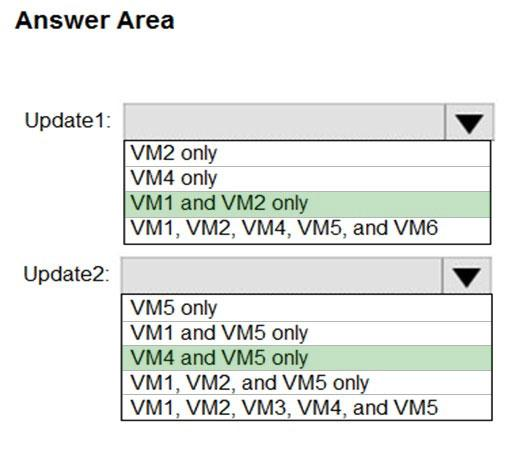 Answer Area
Update1:
VM2 only
VM4 only
VM1 and VM2 only
VM1, VM2, VM4, VM5, and VM6
Update2:
VM5 only
VM1 and VM5 only
VM4 and VM5 only
VM1, VM2, and VM5 only
VM1, VM2, VM3, VM4, and VM5